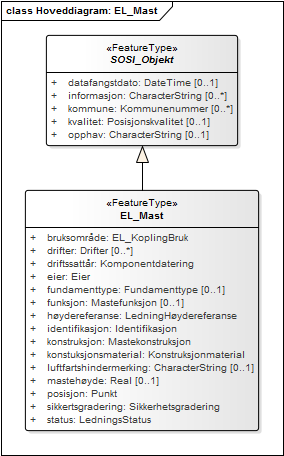 class Hoveddiagram: EL_Mast
«FeatureType»
SOSI_Objekt
+ datafangstdato: DateTime [0..1]
+ informasjon: CharacterString [0..*]
+ kommune: Kommunenummer [0..*]
+ kvalitet: Posisjonskvalitet [0..1]
+ opphav: CharacterString [0..1]
«FeatureType»
EL_Mast
+ bruksområde: EL_KoplingBruk
+ drifter: Drifter [0..*]
+ driftssattår: Komponentdatering
+ eier: Eier
+ fundamenttype: Fundamenttype [0..1]
+ funksjon: Mastefunksjon [0..1]
+ høydereferanse: LedningHøydereferanse
+ identifikasjon: Identifikasjon
+ konstruksjon: Mastekonstruksjon
+ konstuksjonsmaterial: Konstruksjonmaterial
+ luftfartshindermerking: CharacterString [0..1]
+ mastehøyde: Real [0..1]
+ posisjon: Punkt
+ sikkertsgradering: Sikkerhetsgradering
+ status: LedningsStatus